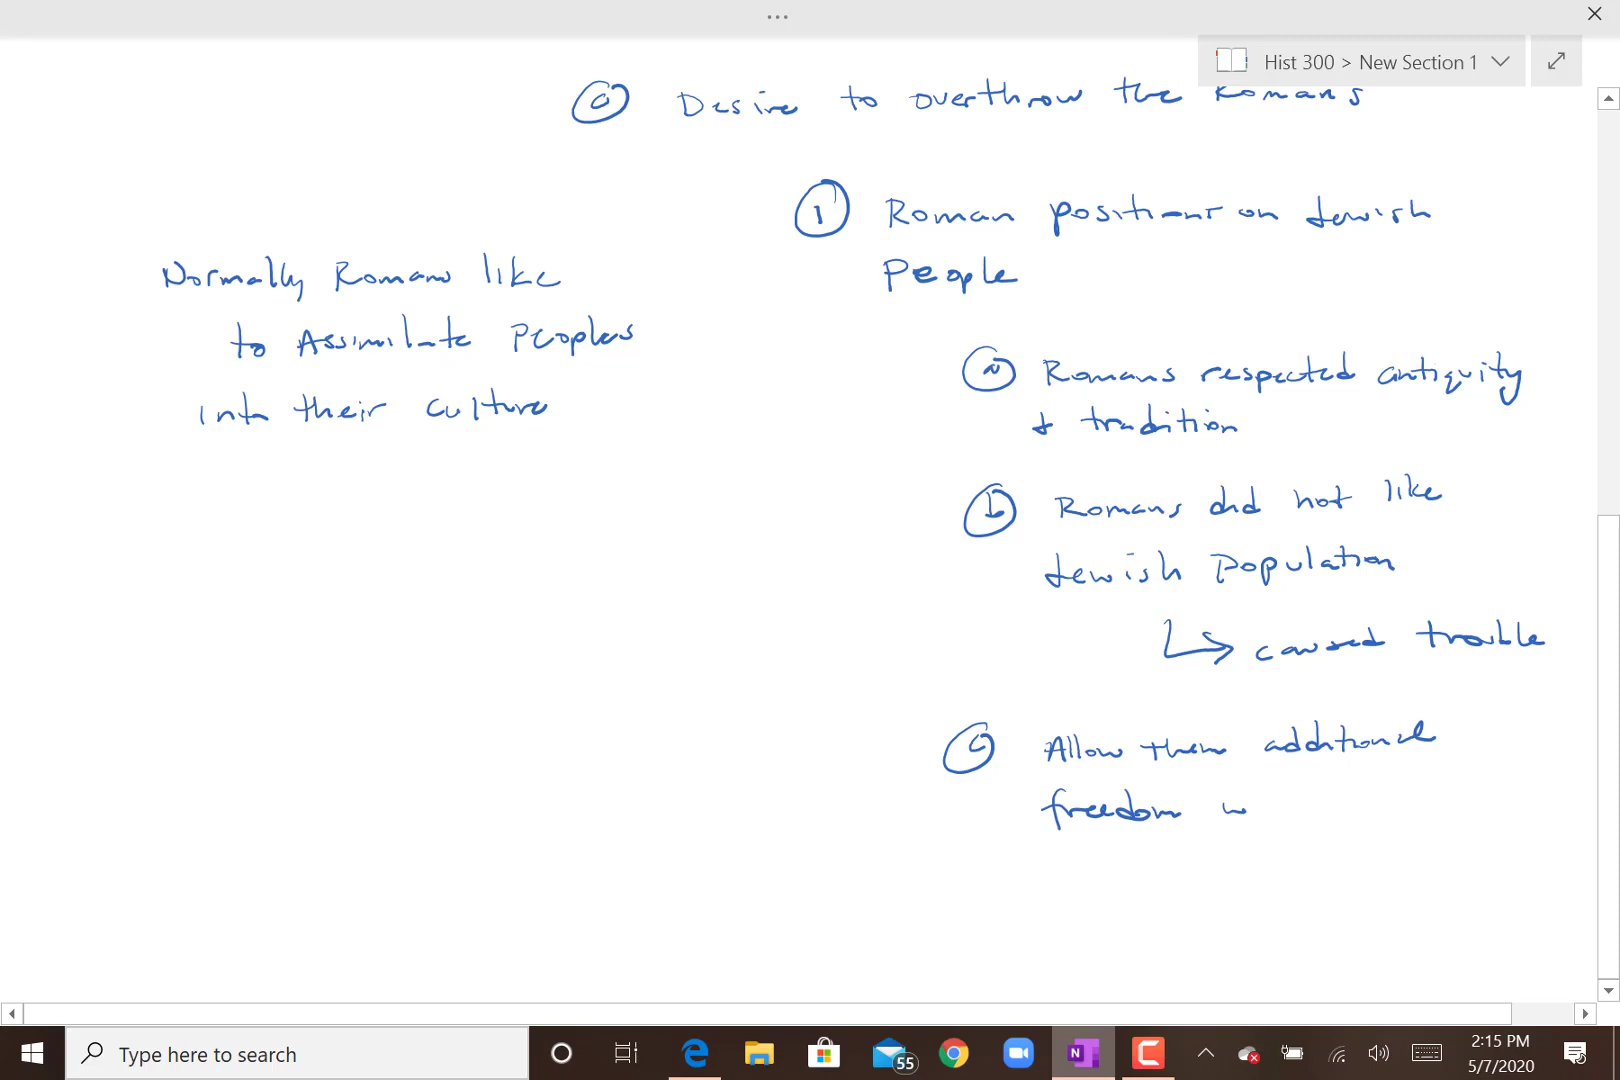 Hist 300 > New Section 1
c Desire to overthrow the Romans
1 Roman positions on Jewish
People
Normally Romans like
to Assimilate Peoples
into their culture
a Romans respected antiquity
+ tradition
b Romans did not like
Jewish Population
↳ caused trouble
c Allow them additional
freedom w
Type here to search
55
N
2:15 PM
5/7/2020